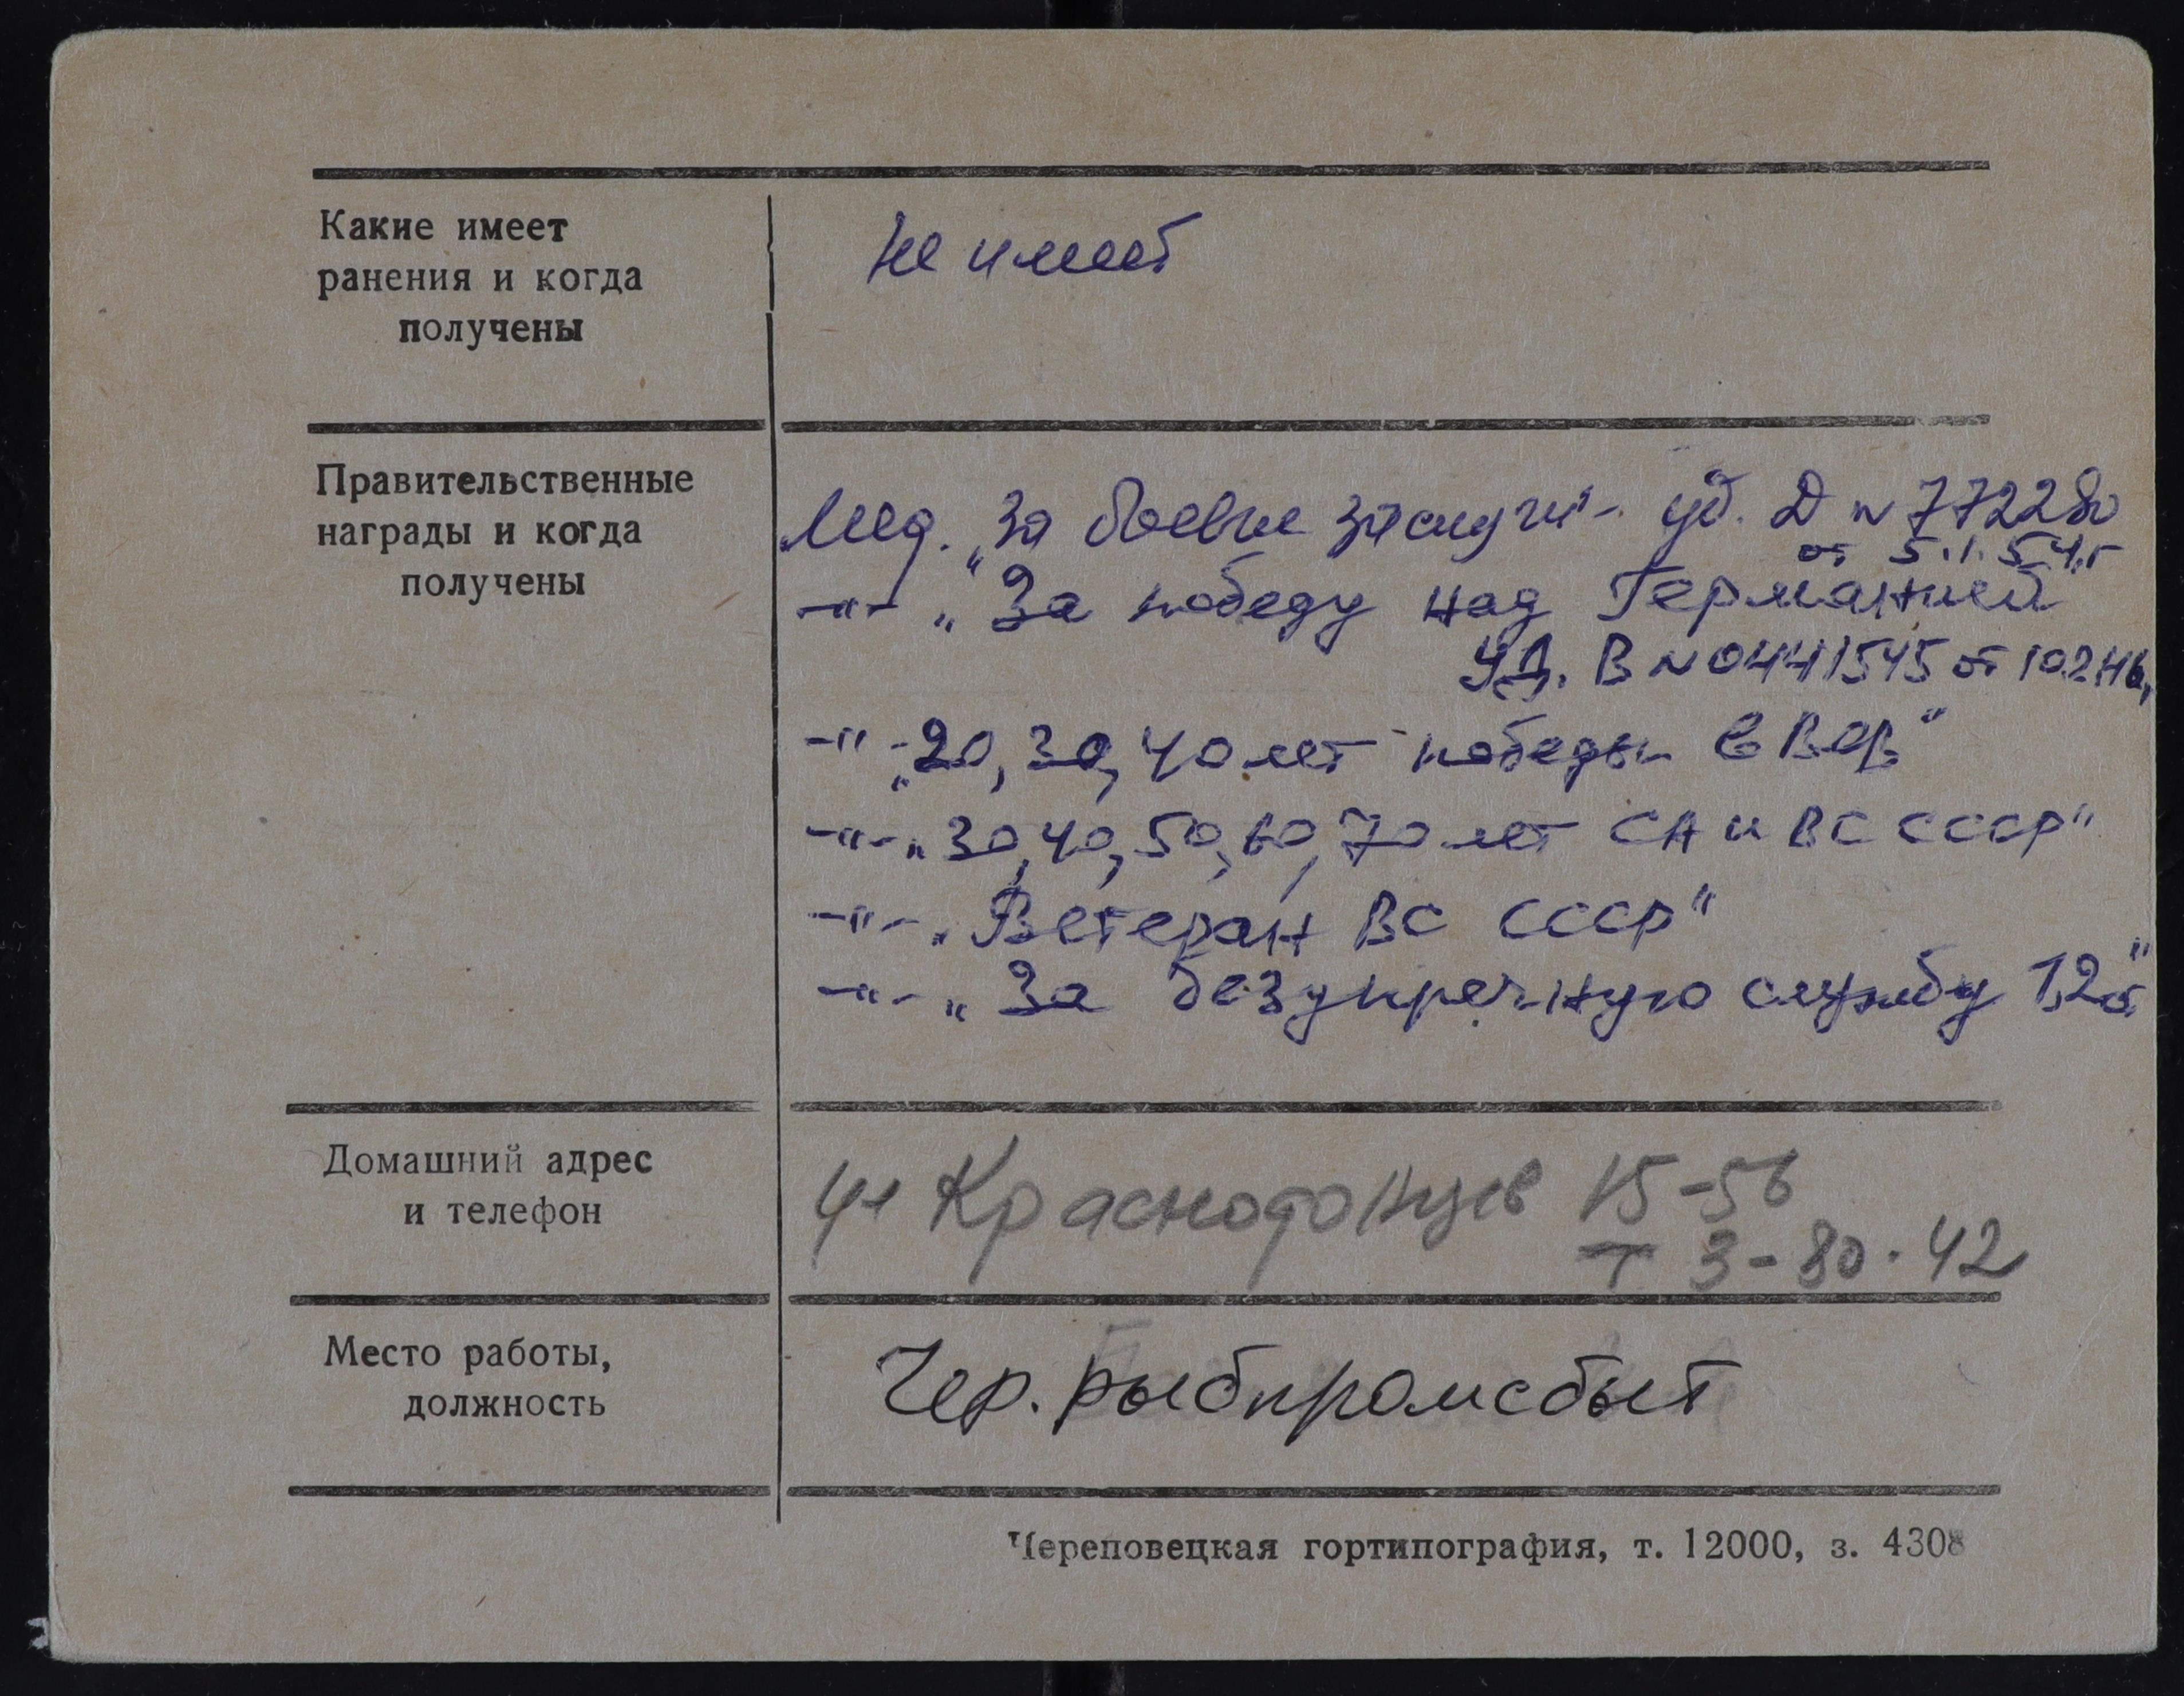 Какие имеет
ранения и когда
получены
не имеет
Правительственные
награды и когда
получены
Мед. „За боевые заслуги" - уд. Д N 772280
от 5.1.54.г
-"- „За победу над Германией"
УД. В N 0441545 от 10.2.46,
-"- „20, 30, 40 лет победы в ВОВ"
-"- „30, 40, 50, 60, 70 лет СА и ВС СССР"
-"- „Ветеран ВС СССР"
-"- „За безупречную службу 1,2 ст."
Домашний адрес
и телефон
ул Краснодонцев 15-56
т 3-80-42
Место работы,
должность
Чер. рыбпромсбыт
Череповецкая гортипография, т. 12000, з. 4308